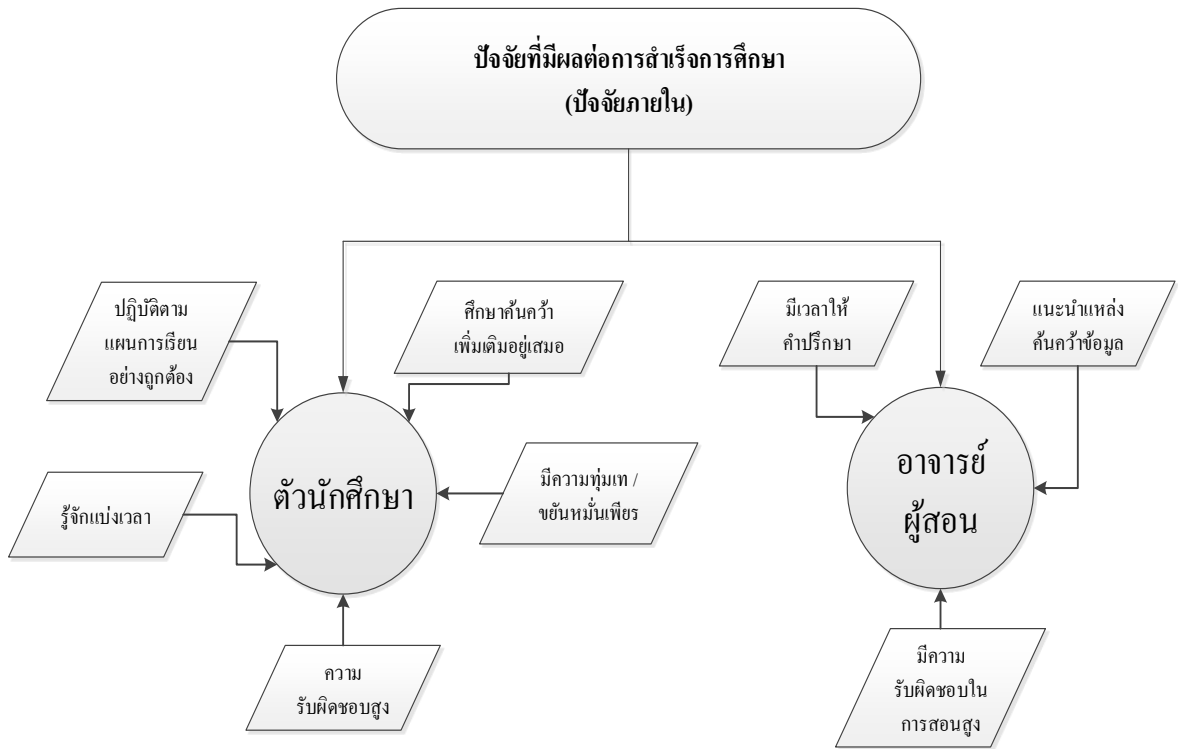 ปัจจัยที่มีผลต่อการสำเร็จการศึกษา
(ปัจจัยภายใน)
ปฏิบัติตาม
แผนการเรียน
อย่างถูกต้อง
ศึกษาค้นคว้า
เพิ่มเติมอยู่เสมอ
มีเวลาให้
คำปรึกษา
แนะนำแหล่ง
ค้นคว้าข้อมูล
ตัวนักศึกษา
อาจารย์
ผู้สอน
รู้จักแบ่งเวลา
มีความทุ่มเท /
ขยันหมั่นเพียร
ความ
รับผิดชอบสูง
มีความ
รับผิดชอบใน
การสอนสูง